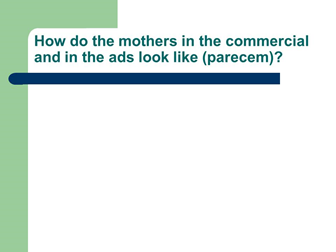 How do the mothers in the commercial
and in the ads look like (parecem)?